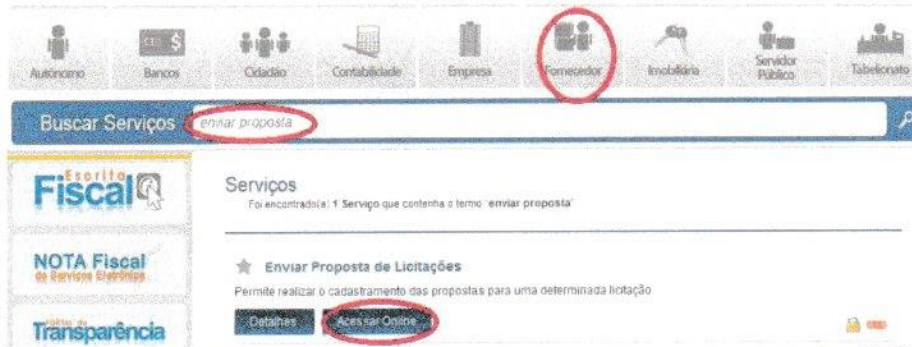 Autônomo Bancos Cidadão Contabilidade Empresa Fornecedor Imobiliária Servidor Público Tabelionato
Buscar Serviços enviar proposta
Escrita
Fiscal
Serviços
Foi encontrado(a) 1 Serviço que contenha o termo "enviar proposta"
NOTA Fiscal
de Serviços Eletrônica
Enviar Proposta de Licitações
Permite realizar o cadastramento das propostas para uma determinada licitação
Detalhes Acessar Online
Transparência